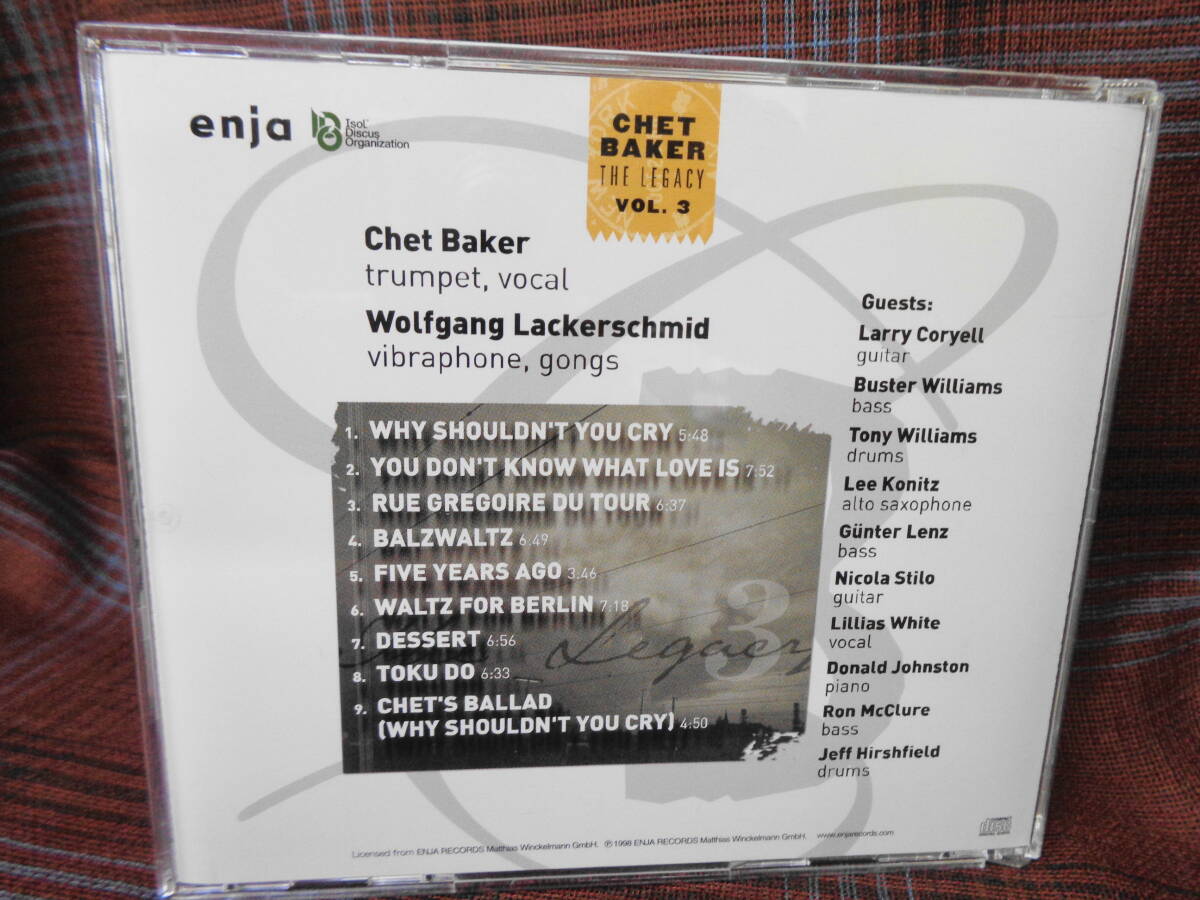 enja
Isol'
Discus
Organization
CHET
BAKER
THE LEGACY
VOL. 3
Chet Baker
trumpet, vocal
Wolfgang Lackerschmid
vibraphone, gongs
1. WHY SHOULDN'T YOU CRY 5:48
2. YOU DON'T KNOW WHAT LOVE IS 7:52
3. RUE GREGOIRE DU TOUR 6:37
4. BALZWALTZ 6:49
5. FIVE YEARS AGO 3:46
6. WALTZ FOR BERLIN 7:18
7. DESSERT 6:56
8. TOKU DO 6:33
9. CHET'S BALLAD
(WHY SHOULDN'T YOU CRY) 4:50
Legacy
3
Guests:
Larry Coryell
guitar
Buster Williams
bass
Tony Williams
drums
Lee Konitz
alto saxophone
Günter Lenz
bass
Nicola Stilo
guitar
Lillias White
vocal
Donald Johnston
piano
Ron McClure
bass
Jeff Hirshfield
drums
Licensed from ENJA RECORDS Matthias Winckelmann GmbH. ℗1998 ENJA RECORDS Matthias Winckelmann GmbH. www.enjarecords.com
disc